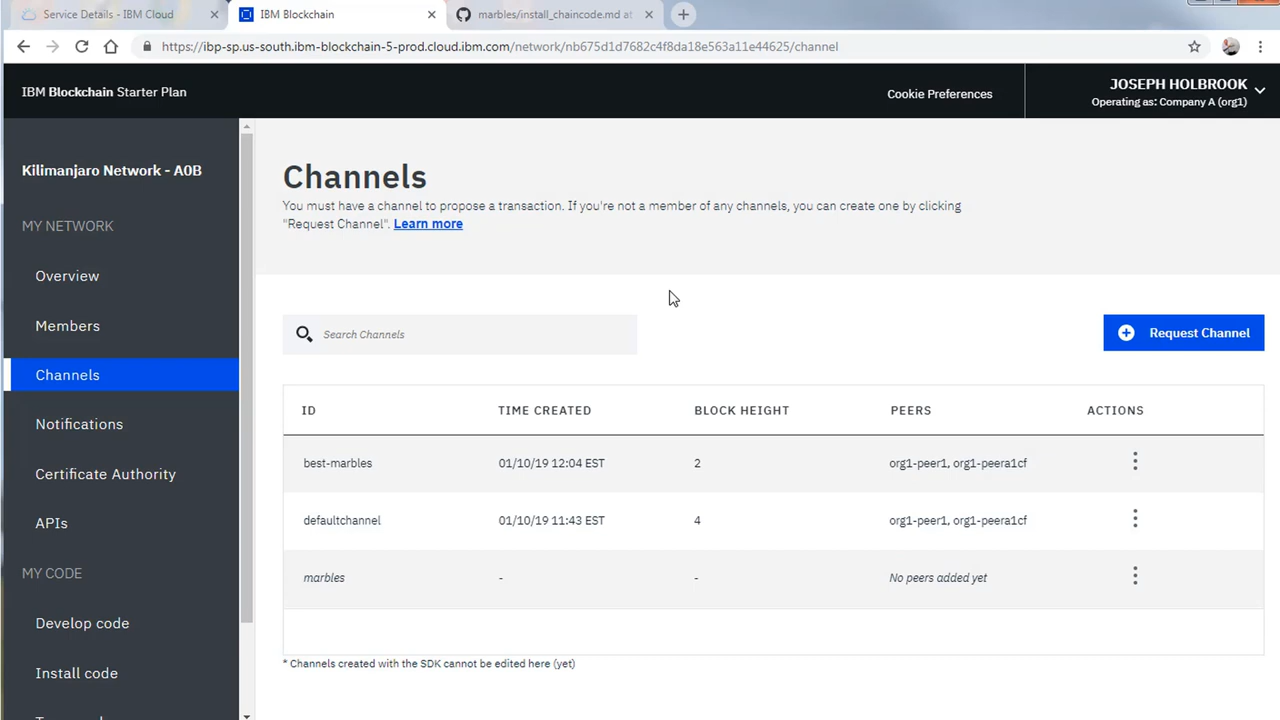 Service Details - IBM Cloud
IBM Blockchain
marbles/install_chaincode.md at
https://ibp-sp.us-south.ibm-blockchain-5-prod.cloud.ibm.com/network/nb675d1d7682c4f8da18e563a11e44625/channel
IBM Blockchain Starter Plan
Cookie Preferences
JOSEPH HOLBROOK
Operating as: Company A (org1)
Kilimanjaro Network - A0B
MY NETWORK
Overview
Members
Channels
Notifications
Certificate Authority
APIs
MY CODE
Develop code
Install code
Channels
You must have a channel to propose a transaction. If you're not a member of any channels, you can create one by clicking
"Request Channel". Learn more
Search Channels
Request Channel
ID TIME CREATED BLOCK HEIGHT PEERS ACTIONS
best-marbles 01/10/19 12:04 EST 2 org1-peer1, org1-peera1cf
defaultchannel 01/10/19 11:43 EST 4 org1-peer1, org1-peera1cf
marbles - - No peers added yet
* Channels created with the SDK cannot be edited here (yet)